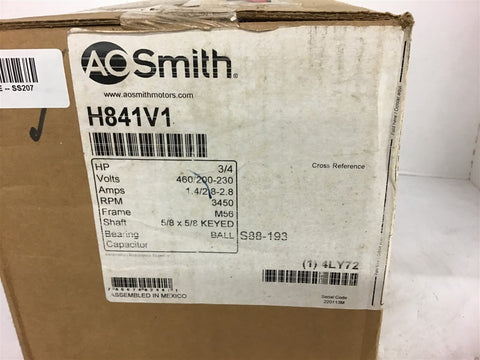 E -- SS207
AO Smith
www.aosmithmotors.com
H841V1
HP 3/4
Volts 460/200-230
Amps 1.4/2.8-2.8
RPM 3450
Frame M56
Shaft 5/8 x 5/8 KEYED
Bearing BALL
Capacitor
S88-193
Cross Reference
(1) 4LY72
ASSEMBLED IN MEXICO
Serial Code
220113M